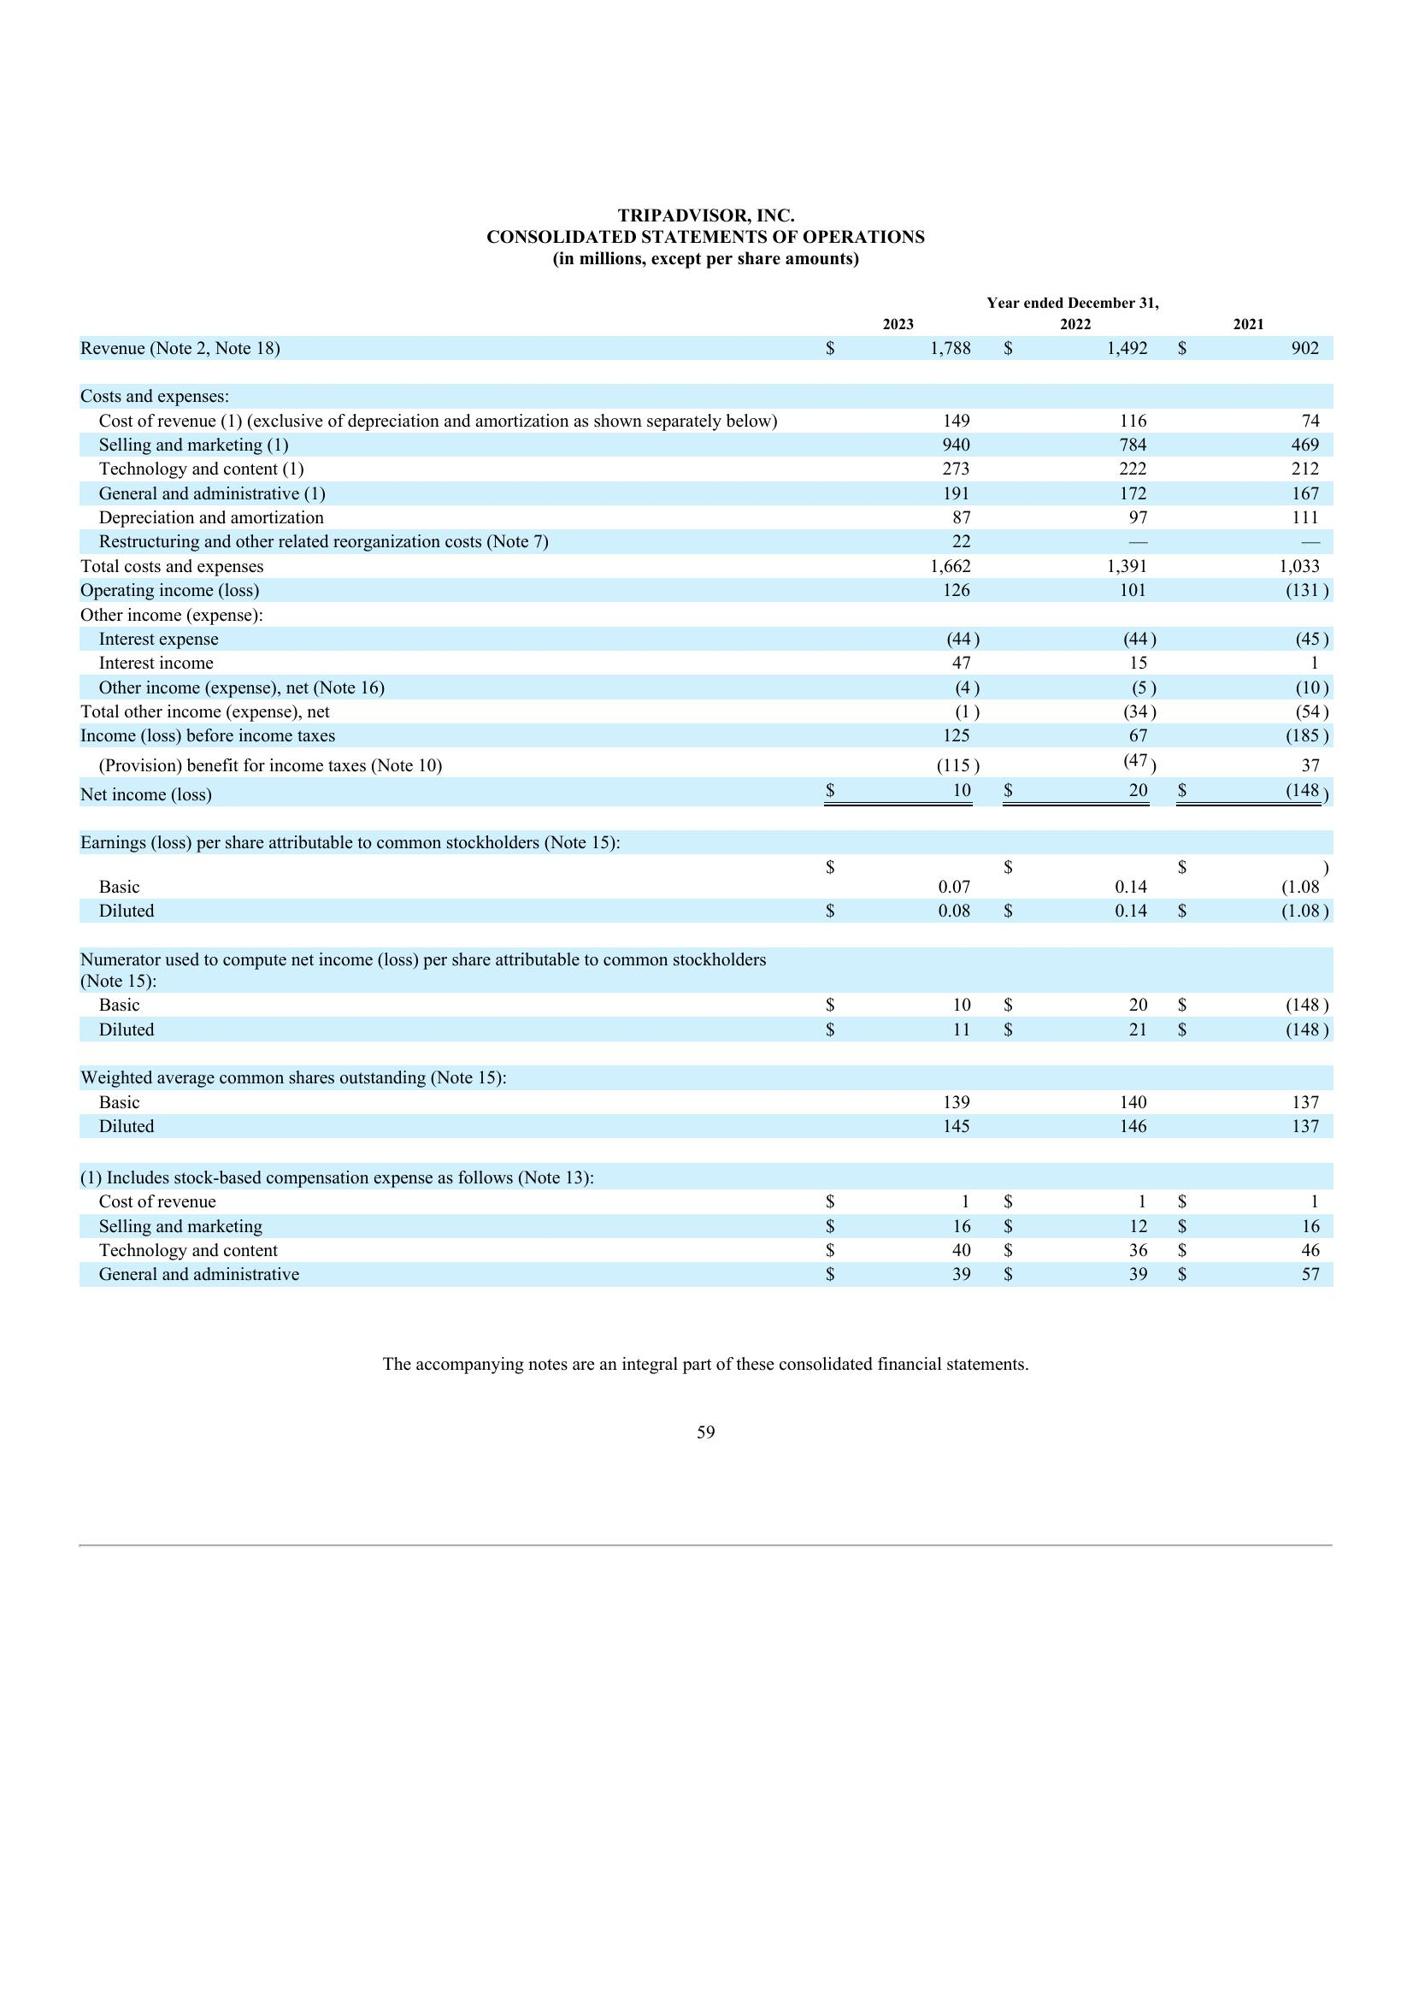 TRIPADVISOR, INC.
CONSOLIDATED STATEMENTS OF OPERATIONS
(in millions, except per share amounts)
Year ended December 31,
2023 2022 2021
Revenue (Note 2, Note 18) $ 1,788 $ 1,492 $ 902
Costs and expenses:
Cost of revenue (1) (exclusive of depreciation and amortization as shown separately below) 149 116 74
Selling and marketing (1) 940 784 469
Technology and content (1) 273 222 212
General and administrative (1) 191 172 167
Depreciation and amortization 87 97 111
Restructuring and other related reorganization costs (Note 7) 22 — —
Total costs and expenses 1,662 1,391 1,033
Operating income (loss) 126 101 (131 )
Other income (expense):
Interest expense (44 ) (44 ) (45 )
Interest income 47 15 1
Other income (expense), net (Note 16) (4 ) (5 ) (10 )
Total other income (expense), net (1 ) (34 ) (54 )
Income (loss) before income taxes 125 67 (185 )
(Provision) benefit for income taxes (Note 10) (115 ) (47 ) 37
Net income (loss) $ 10 $ 20 $ (148 )
Earnings (loss) per share attributable to common stockholders (Note 15):
$ $ $ )
Basic 0.07 0.14 (1.08
Diluted $ 0.08 $ 0.14 $ (1.08 )
Numerator used to compute net income (loss) per share attributable to common stockholders
(Note 15):
Basic $ 10 $ 20 $ (148 )
Diluted $ 11 $ 21 $ (148 )
Weighted average common shares outstanding (Note 15):
Basic 139 140 137
Diluted 145 146 137
(1) Includes stock-based compensation expense as follows (Note 13):
Cost of revenue $ 1 $ 1 $ 1
Selling and marketing $ 16 $ 12 $ 16
Technology and content $ 40 $ 36 $ 46
General and administrative $ 39 $ 39 $ 57
The accompanying notes are an integral part of these consolidated financial statements.
59